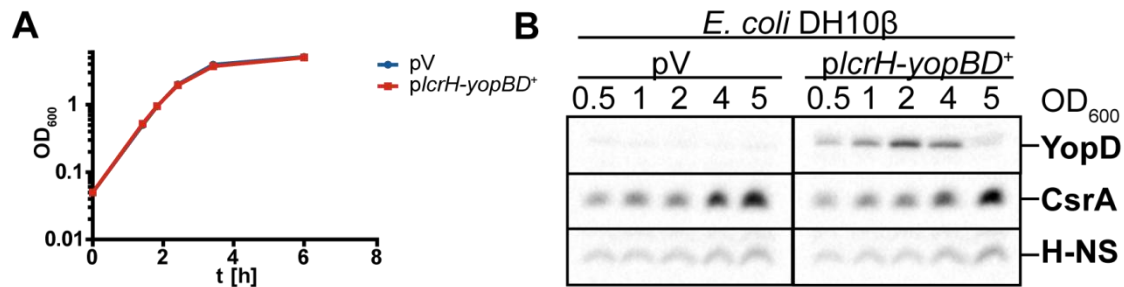 A
OD600
1
0.1
0.01
0 2 4 6 8
t [h]
pV
plcrH-yopBD+
B
E. coli DH10β
pV plcrH-yopBD+
0.5 1 2 4 5 0.5 1 2 4 5 OD600
YopD
CsrA
H-NS